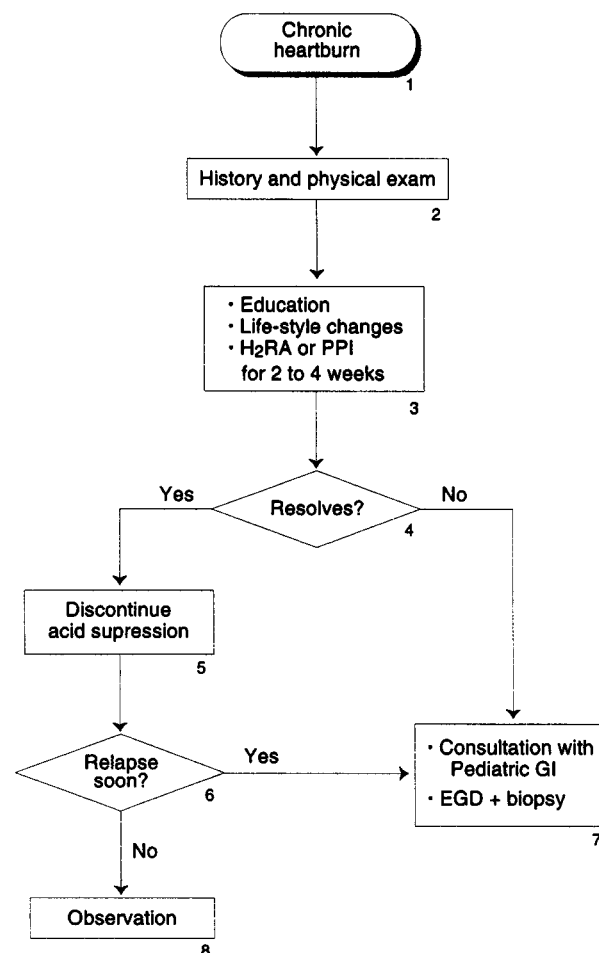 Chronic
heartburn
1
History and physical exam
2
· Education
· Life-style changes
· H₂RA or PPI
for 2 to 4 weeks
3
Yes
Resolves?
No
4
Discontinue
acid supression
5
Relapse
soon?
Yes
6
· Consultation with
Pediatric GI
· EGD + biopsy
7
No
Observation
8